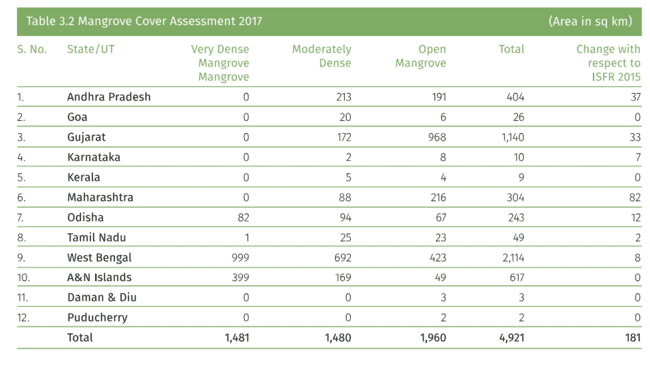 Table 3.2 Mangrove Cover Assessment 2017 (Area in sq km)
S. No. State/UT Very Dense Mangrove Mangrove Moderately Dense Open Mangrove Total Change with respect to ISFR 2015
1. Andhra Pradesh 0 213 191 404 37
2. Goa 0 20 6 26 0
3. Gujarat 0 172 968 1,140 33
4. Karnataka 0 2 8 10 7
5. Kerala 0 5 4 9 0
6. Maharashtra 0 88 216 304 82
7. Odisha 82 94 67 243 12
8. Tamil Nadu 1 25 23 49 2
9. West Bengal 999 692 423 2,114 8
10. A&N Islands 399 169 49 617 0
11. Daman & Diu 0 0 3 3 0
12. Puducherry 0 0 2 2 0
Total 1,481 1,480 1,960 4,921 181